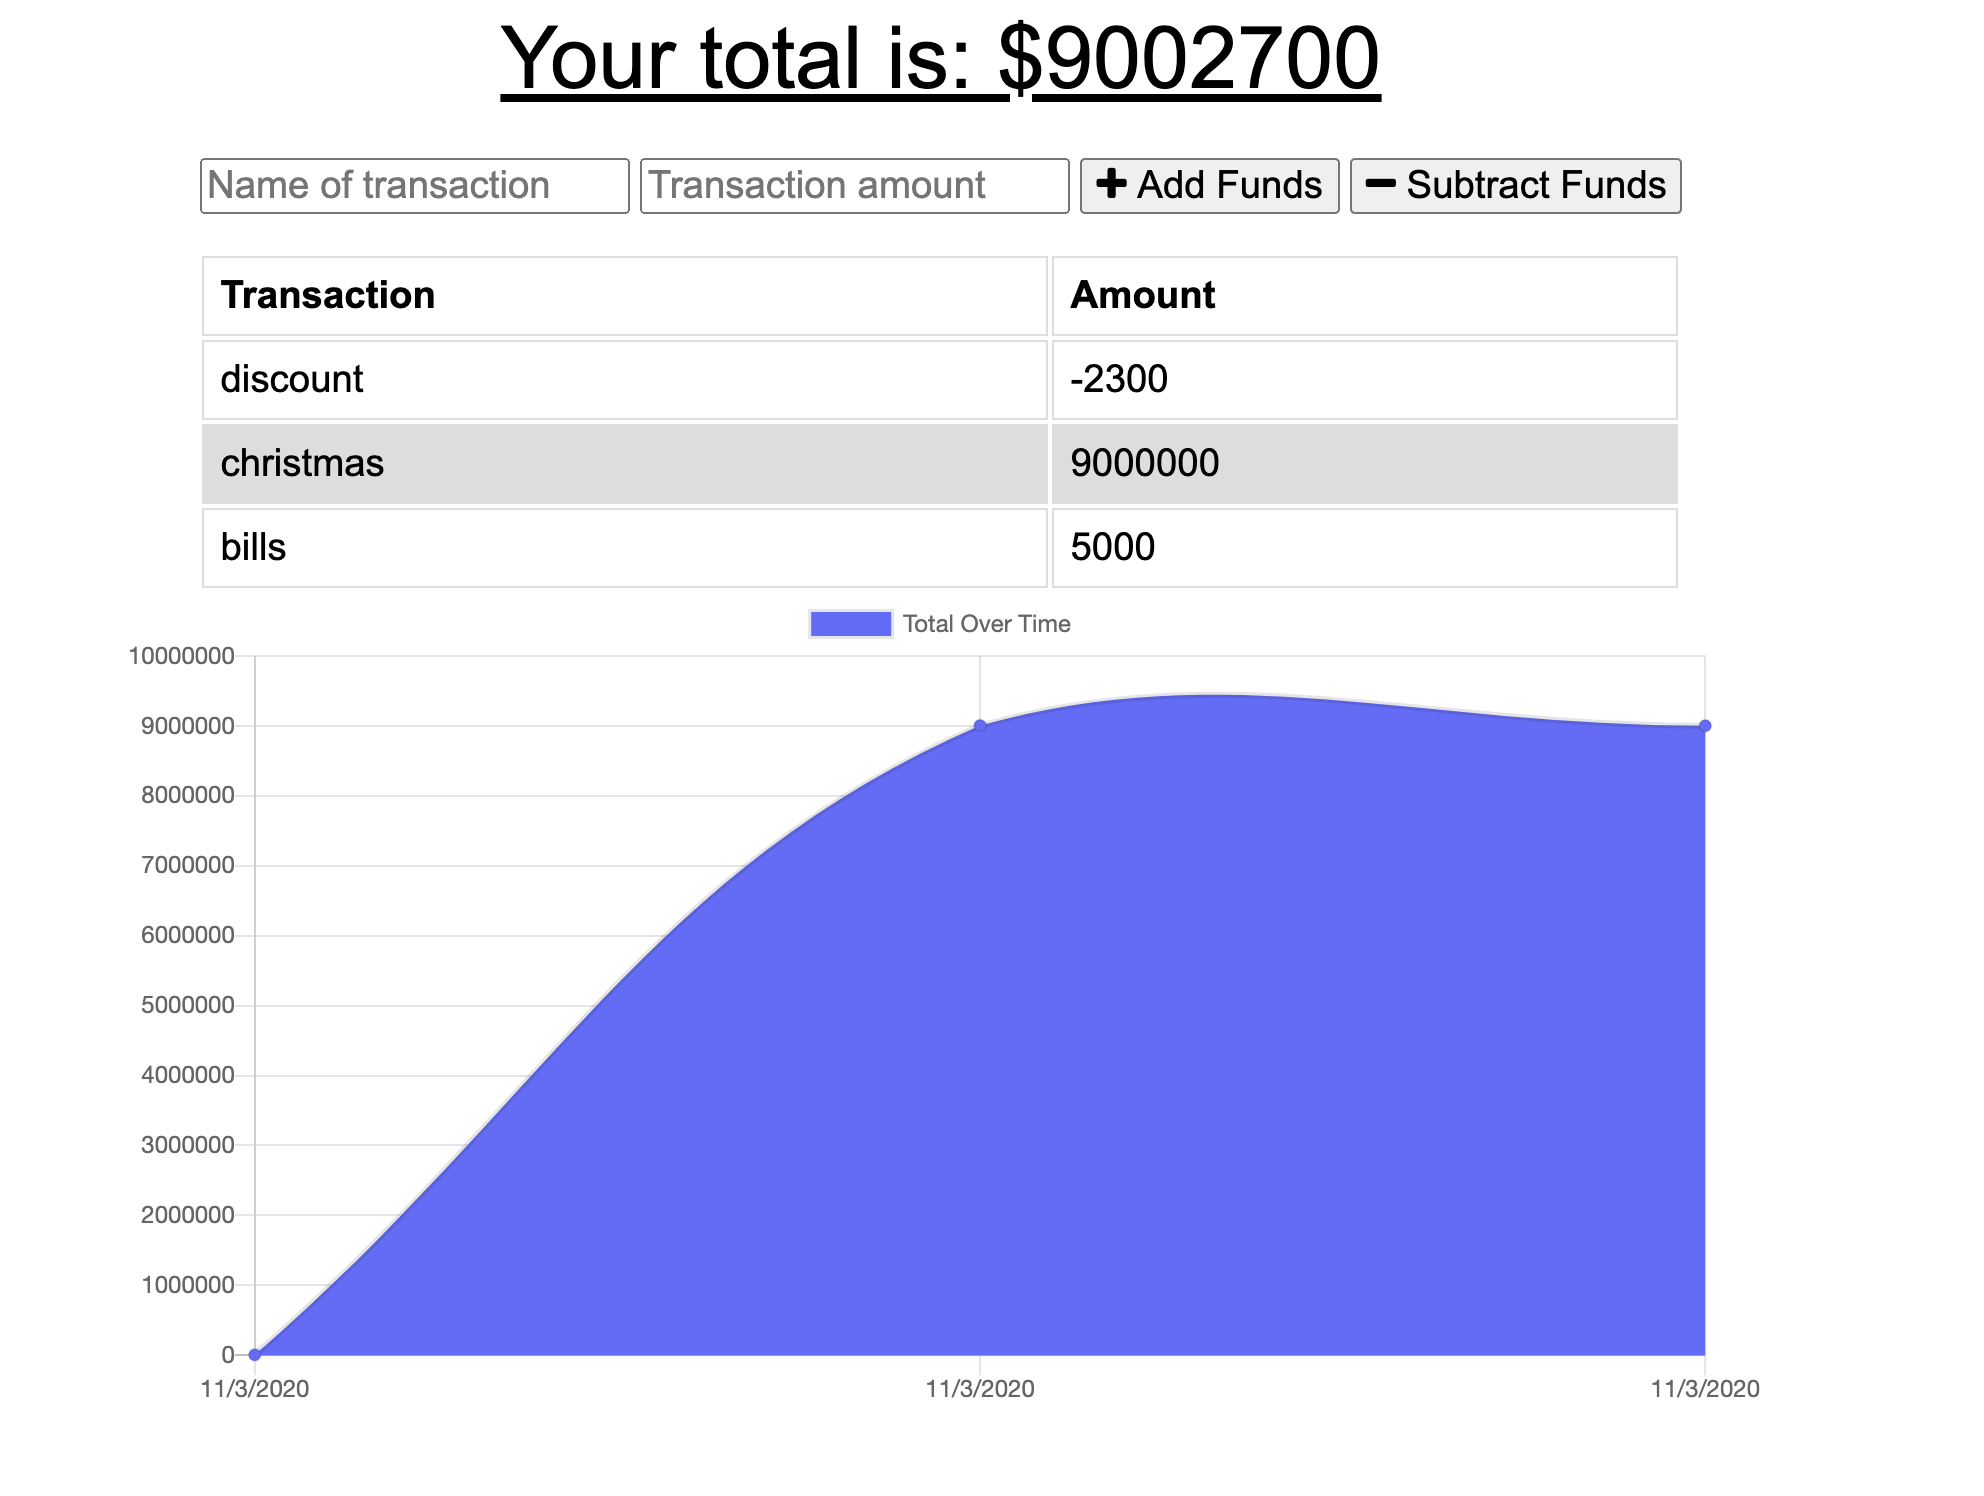 Your total is: $9002700
Name of transaction Transaction amount Add Funds Subtract Funds
Transaction Amount
discount -2300
christmas 9000000
bills 5000
Total Over Time
10000000
9000000
8000000
7000000
6000000
5000000
4000000
3000000
2000000
1000000
0
11/3/2020 11/3/2020 11/3/2020